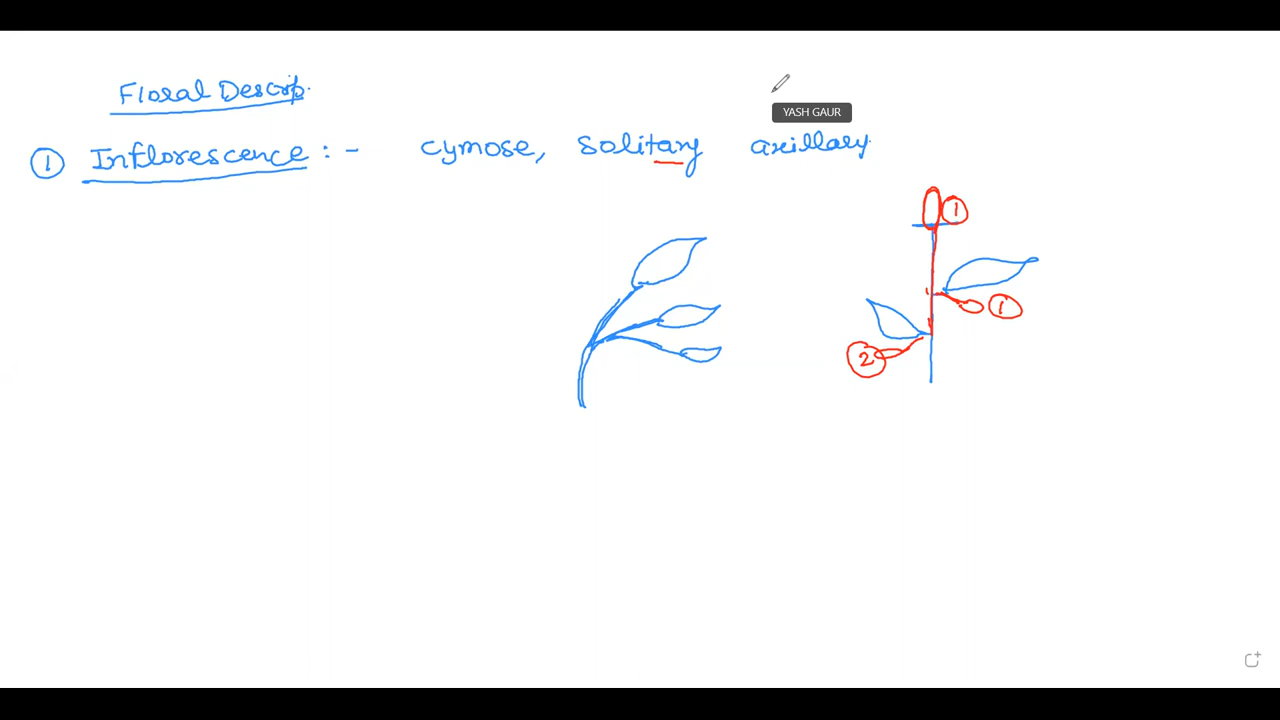 Floral Descrip.
YASH GAUR
① Inflorescence :- cymose, solitary axillary
①
①
②